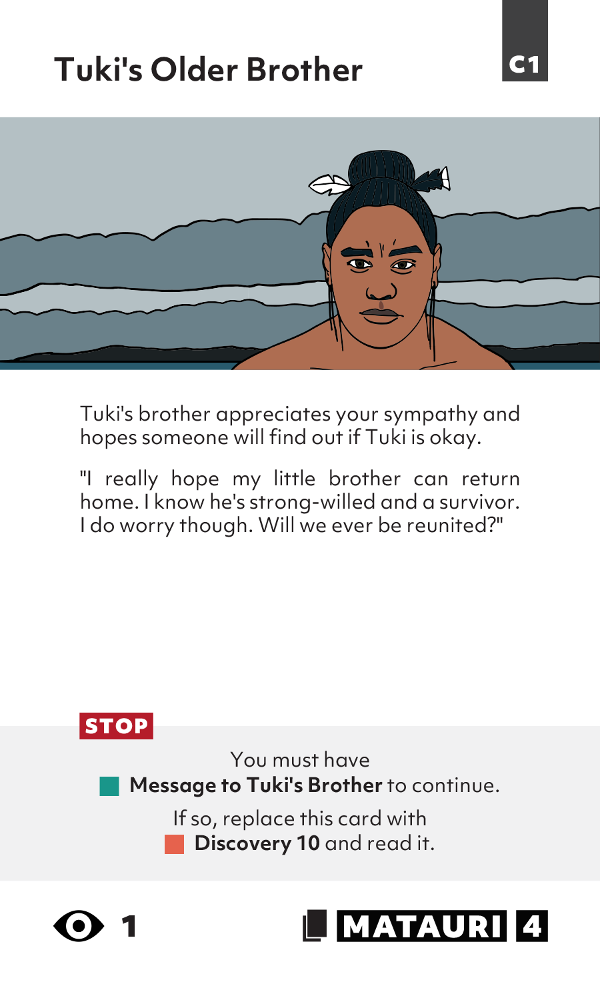 Tuki's Older Brother
C1
Tuki's brother appreciates your sympathy and
hopes someone will find out if Tuki is okay.
"I really hope my little brother can return
home. I know he's strong-willed and a survivor.
I do worry though. Will we ever be reunited?"
STOP
You must have
Message to Tuki's Brother to continue.
If so, replace this card with
Discovery 10 and read it.
1
MATAURI 4